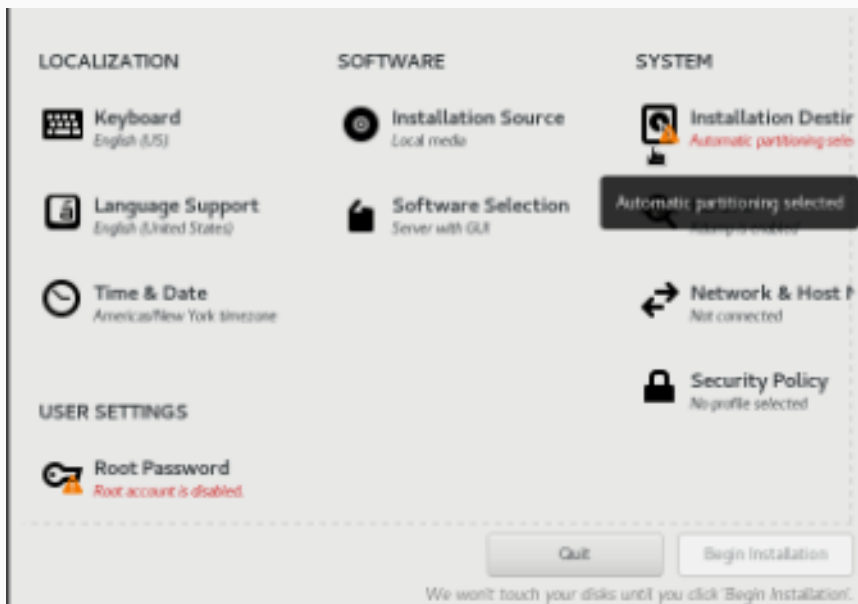 LOCALIZATION
Keyboard
English (US)
Language Support
English (United States)
Time & Date
Americas/New York timezone
USER SETTINGS
Root Password
Root account is disabled.
SOFTWARE
Installation Source
Local media
Software Selection
Server with GUI
SYSTEM
Installation Destin
Automatic partitioning sele
Automatic partitioning selected
Network & Host N
Not connected
Security Policy
No profile selected
Quit
Begin Installation
We won't touch your disks until you click 'Begin Installation'.